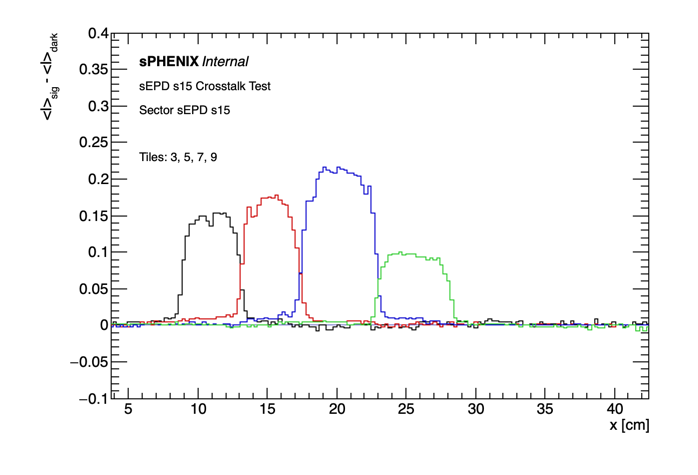 0.4
<I>sig - <I>dark
sPHENIX Internal
0.35
sEPD s15 Crosstalk Test
0.3
Sector sEPD s15
0.25
Tiles: 3, 5, 7, 9
0.2
0.15
0.1
0.05
0
−0.05
−0.1
5 10 15 20 25 30 35 40
x [cm]